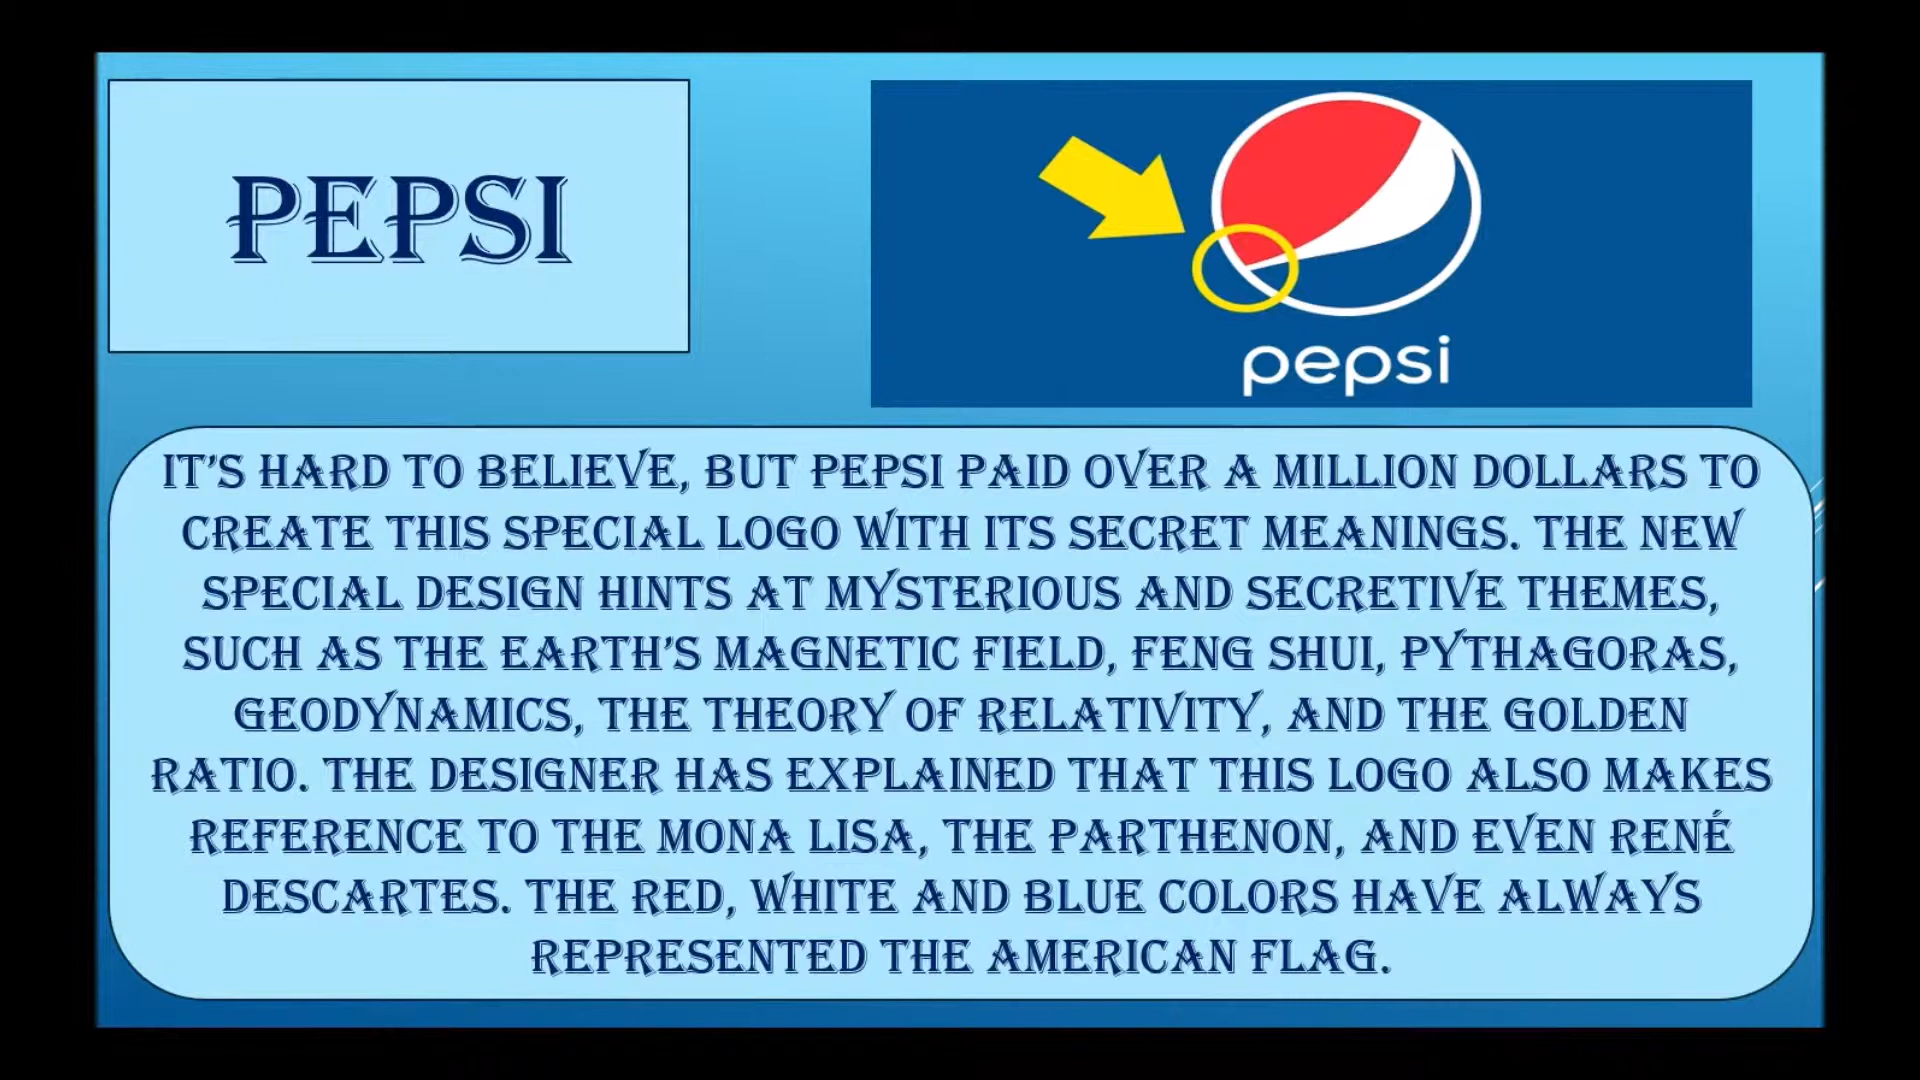 PEPSI
pepsi
IT'S HARD TO BELIEVE, BUT PEPSI PAID OVER A MILLION DOLLARS TO
CREATE THIS SPECIAL LOGO WITH ITS SECRET MEANINGS. THE NEW
SPECIAL DESIGN HINTS AT MYSTERIOUS AND SECRETIVE THEMES,
SUCH AS THE EARTH'S MAGNETIC FIELD, FENG SHUI, PYTHAGORAS,
GEODYNAMICS, THE THEORY OF RELATIVITY, AND THE GOLDEN
RATIO. THE DESIGNER HAS EXPLAINED THAT THIS LOGO ALSO MAKES
REFERENCE TO THE MONA LISA, THE PARTHENON, AND EVEN RENÉ
DESCARTES. THE RED, WHITE AND BLUE COLORS HAVE ALWAYS
REPRESENTED THE AMERICAN FLAG.